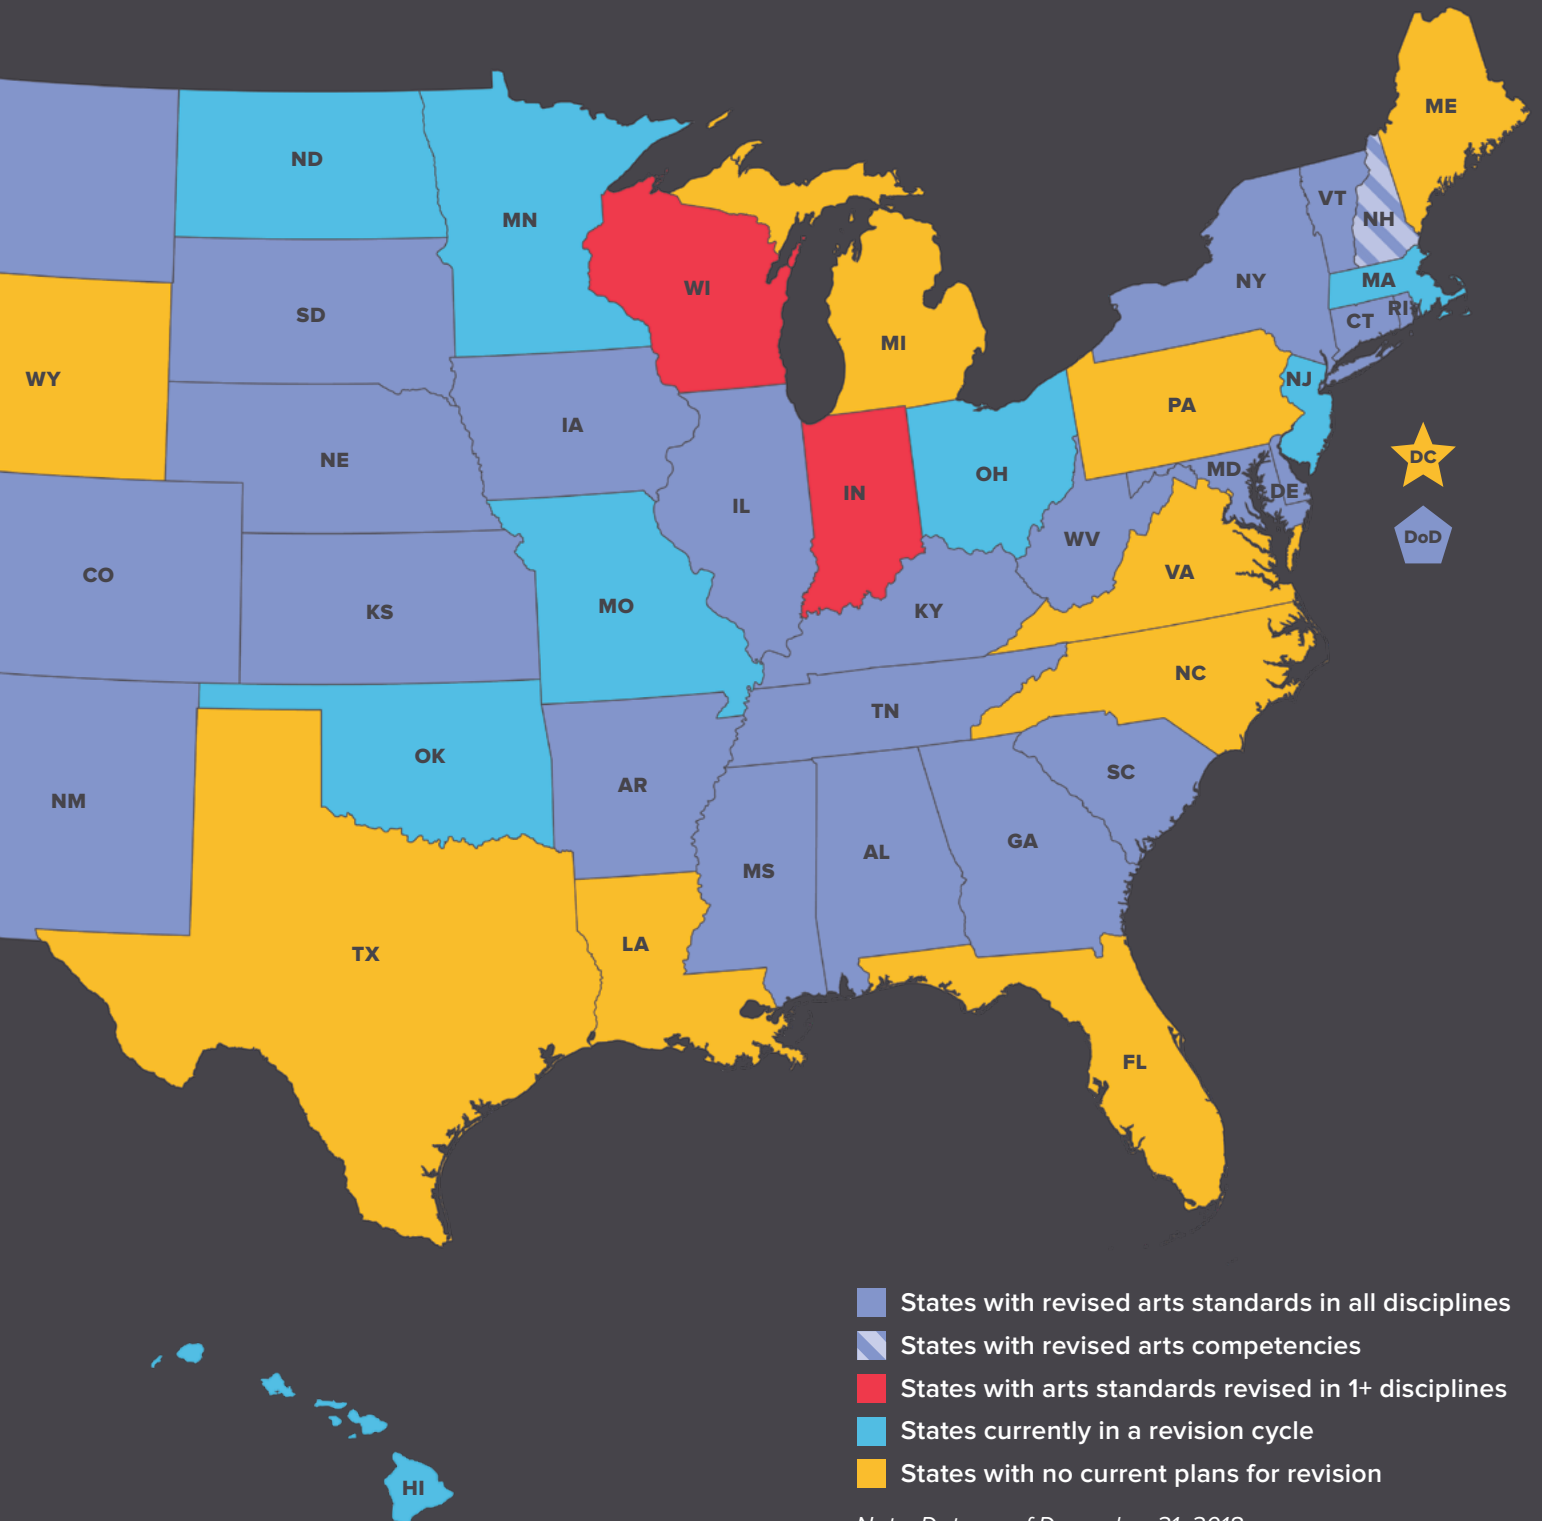 ME
ND
VT
MN
NH
NY
MA
WI
RI
SD
CT
MI
WY
NJ
PA
IA
DC
NE
MD
OH
DE
IN
IL
DoD
WV
VA
CO
MO
KS
KY
NC
TN
OK
SC
AR
NM
GA
AL
MS
LA
TX
FL
States with revised arts standards in all disciplines
States with revised arts competencies
States with arts standards revised in 1+ disciplines
States currently in a revision cycle
States with no current plans for revision
HI